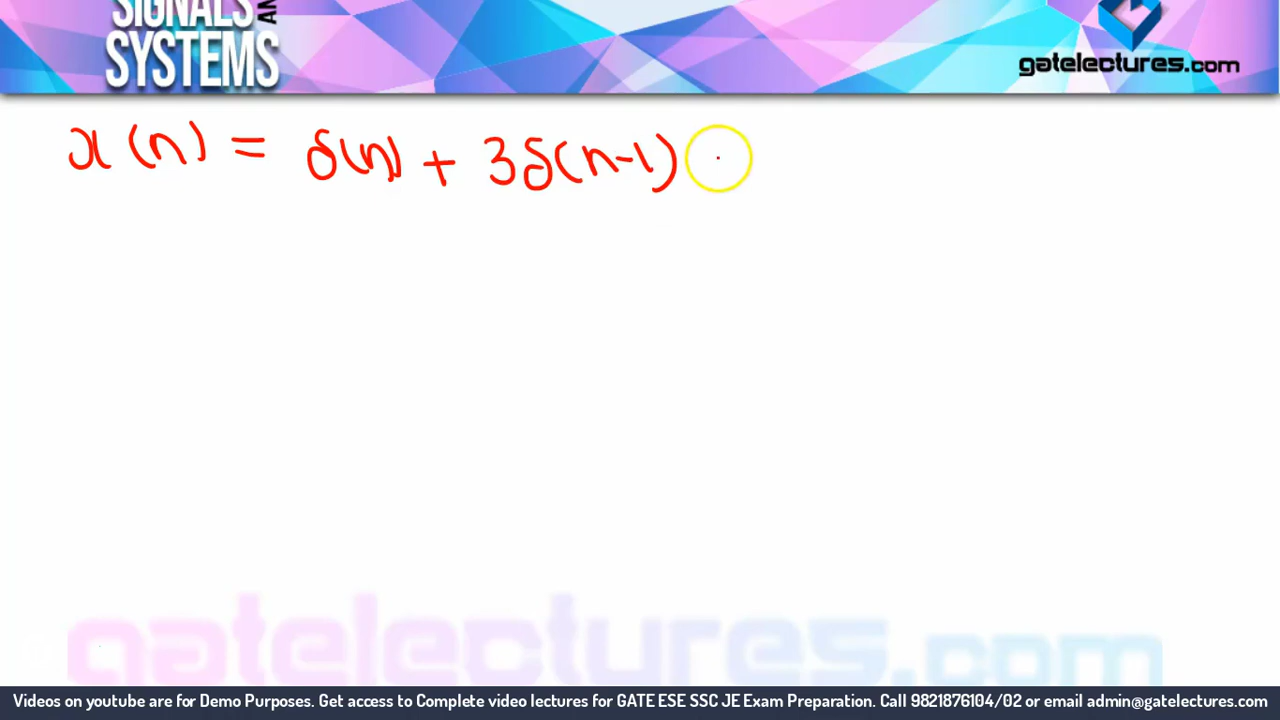 SIGNALS AND
SYSTEMS
gatelectures.com
x(n) = δ(n) + 3δ(n-1)
gatelectures.com
Videos on youtube are for Demo Purposes. Get access to Complete video lectures for GATE ESE SSC JE Exam Preparation. Call 9821876104/02 or email admin@gatelectures.com